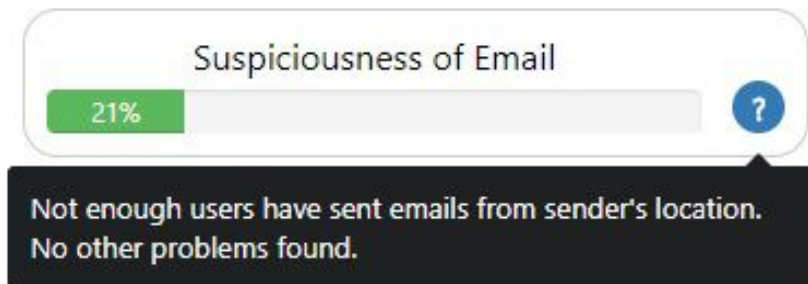 Suspiciousness of Email
21%
?
Not enough users have sent emails from sender's location.
No other problems found.